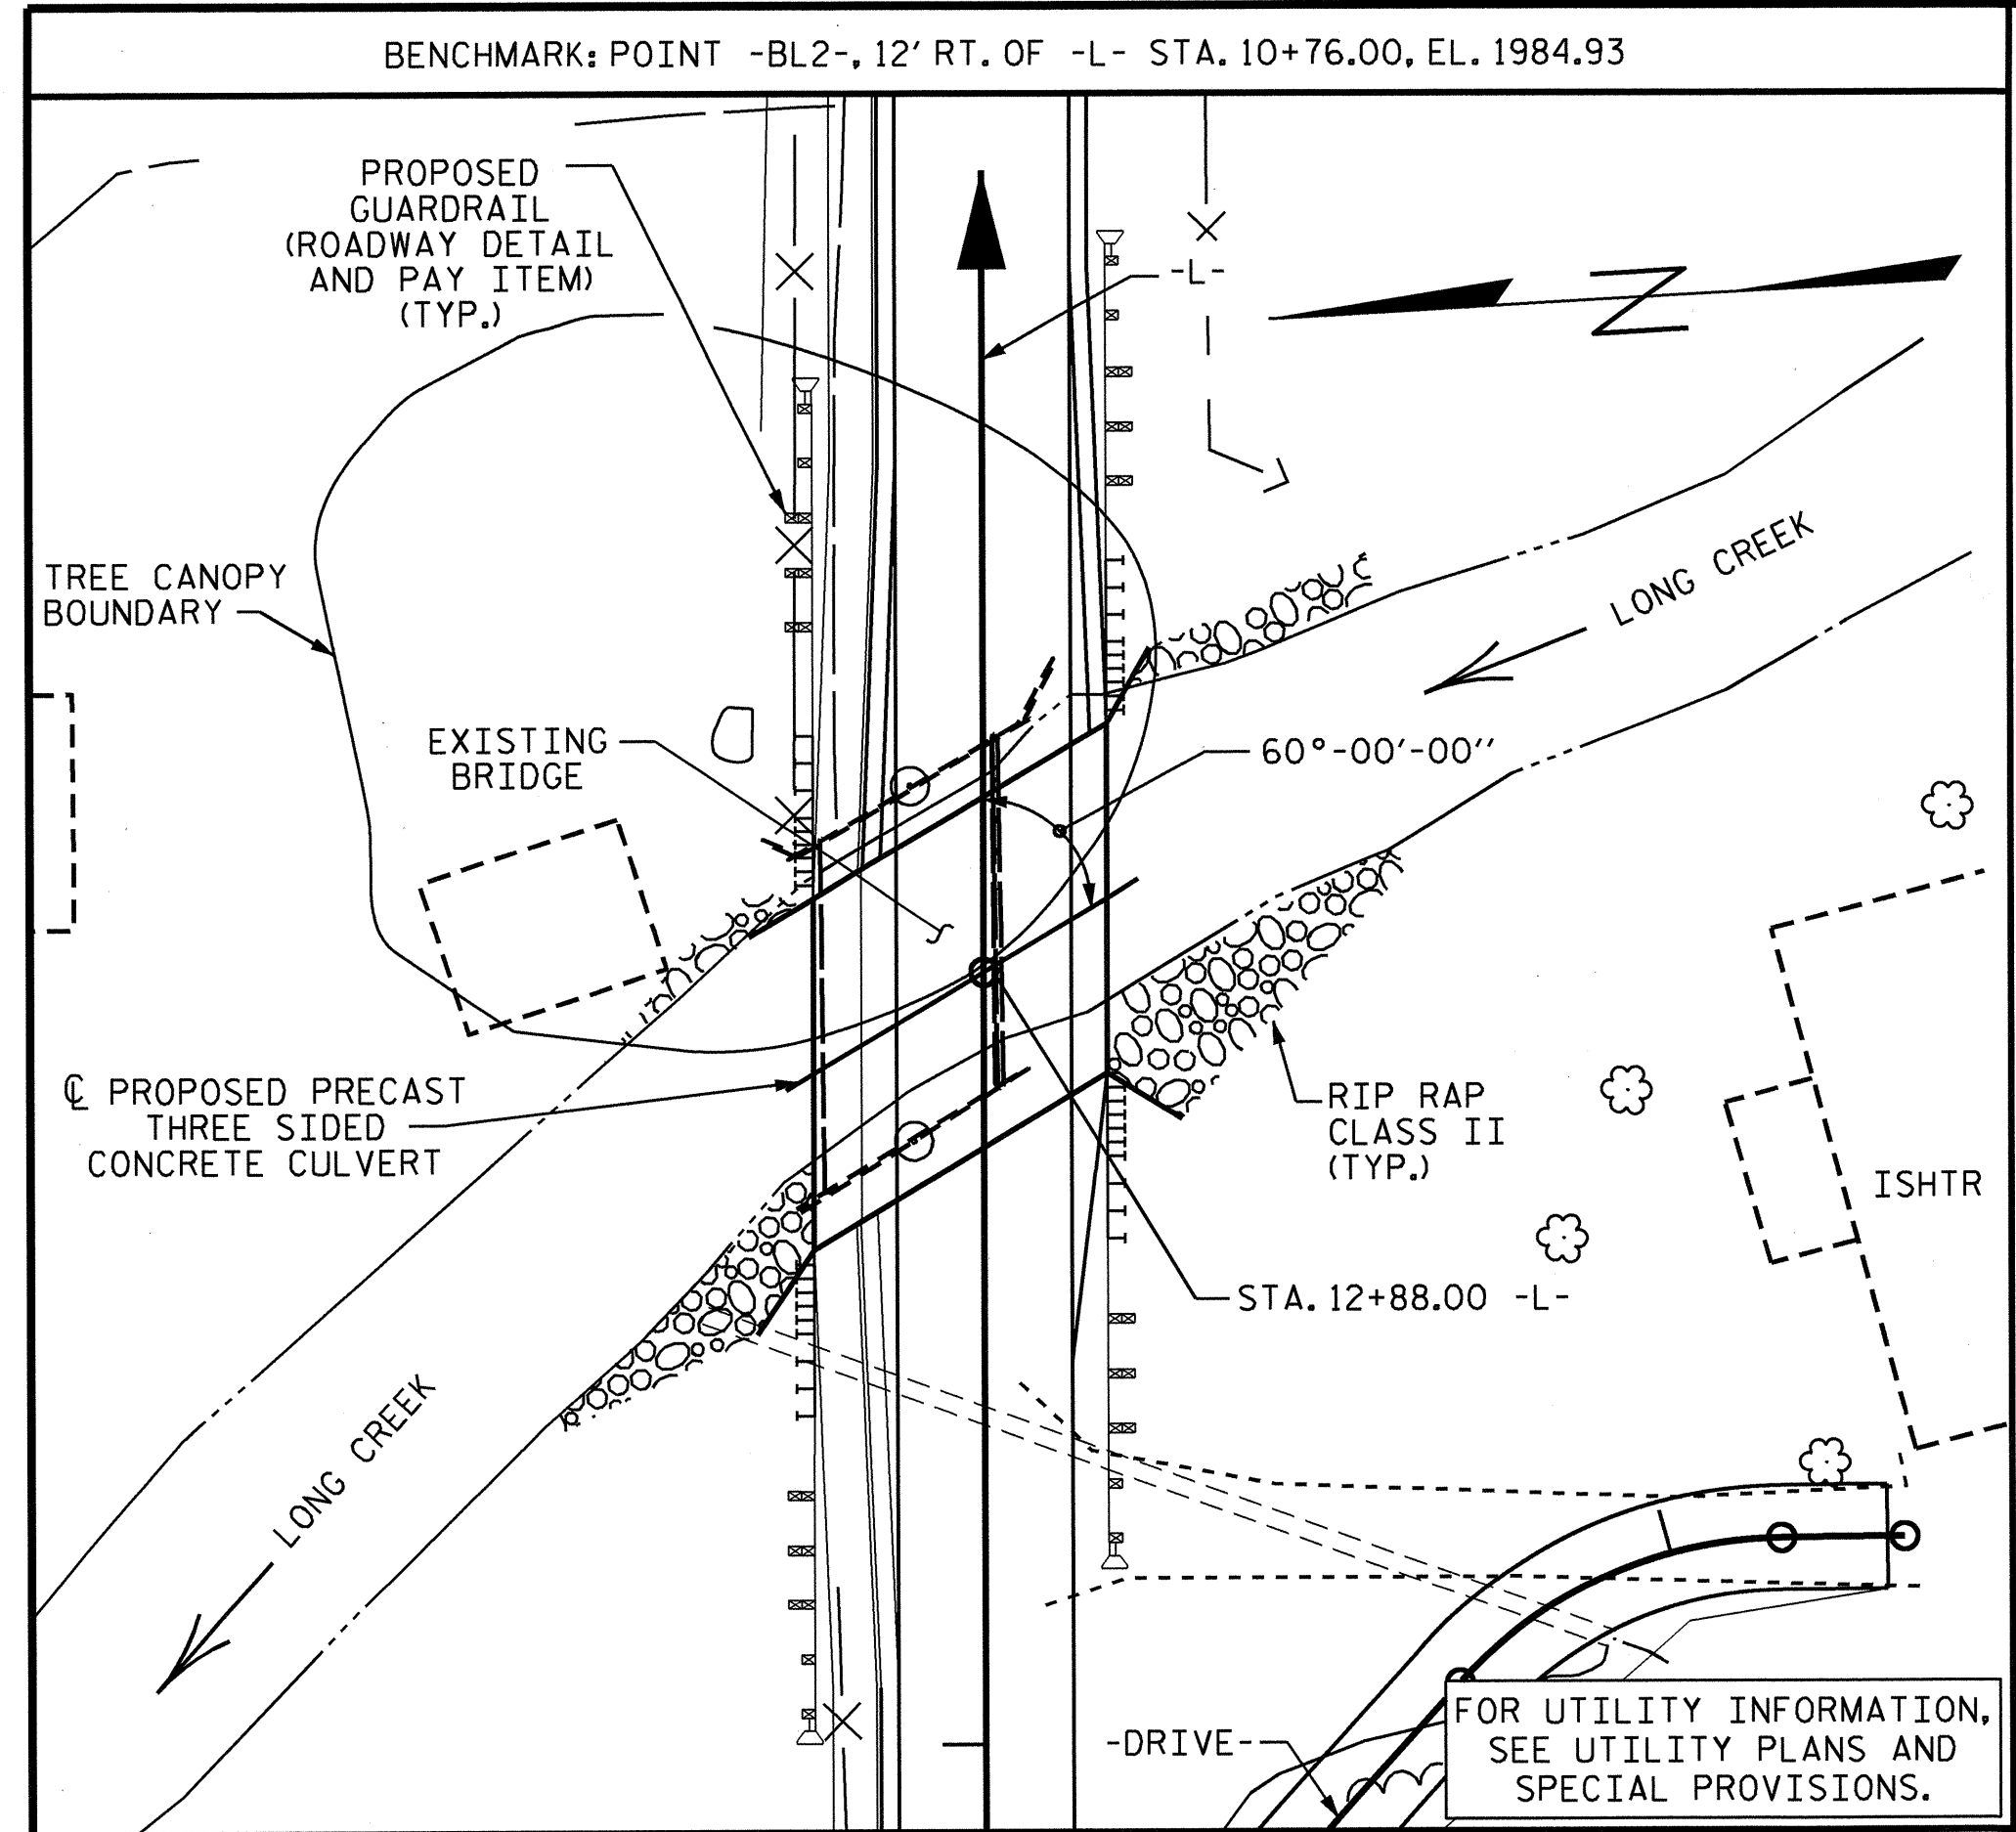 BENCHMARK: POINT -BL2-, 12' RT. OF -L- STA. 10+76.00, EL. 1984.93
PROPOSED
GUARDRAIL
(ROADWAY DETAIL
AND PAY ITEM)
(TYP.)
-L-
N
TREE CANOPY
BOUNDARY
LONG CREEK
EXISTING
BRIDGE
60°-00'-00"
℄ PROPOSED PRECAST
THREE SIDED
CONCRETE CULVERT
RIP RAP
CLASS II
(TYP.)
ISHTR
STA. 12+88.00 -L-
LONG CREEK
-DRIVE-
FOR UTILITY INFORMATION,
SEE UTILITY PLANS AND
SPECIAL PROVISIONS.